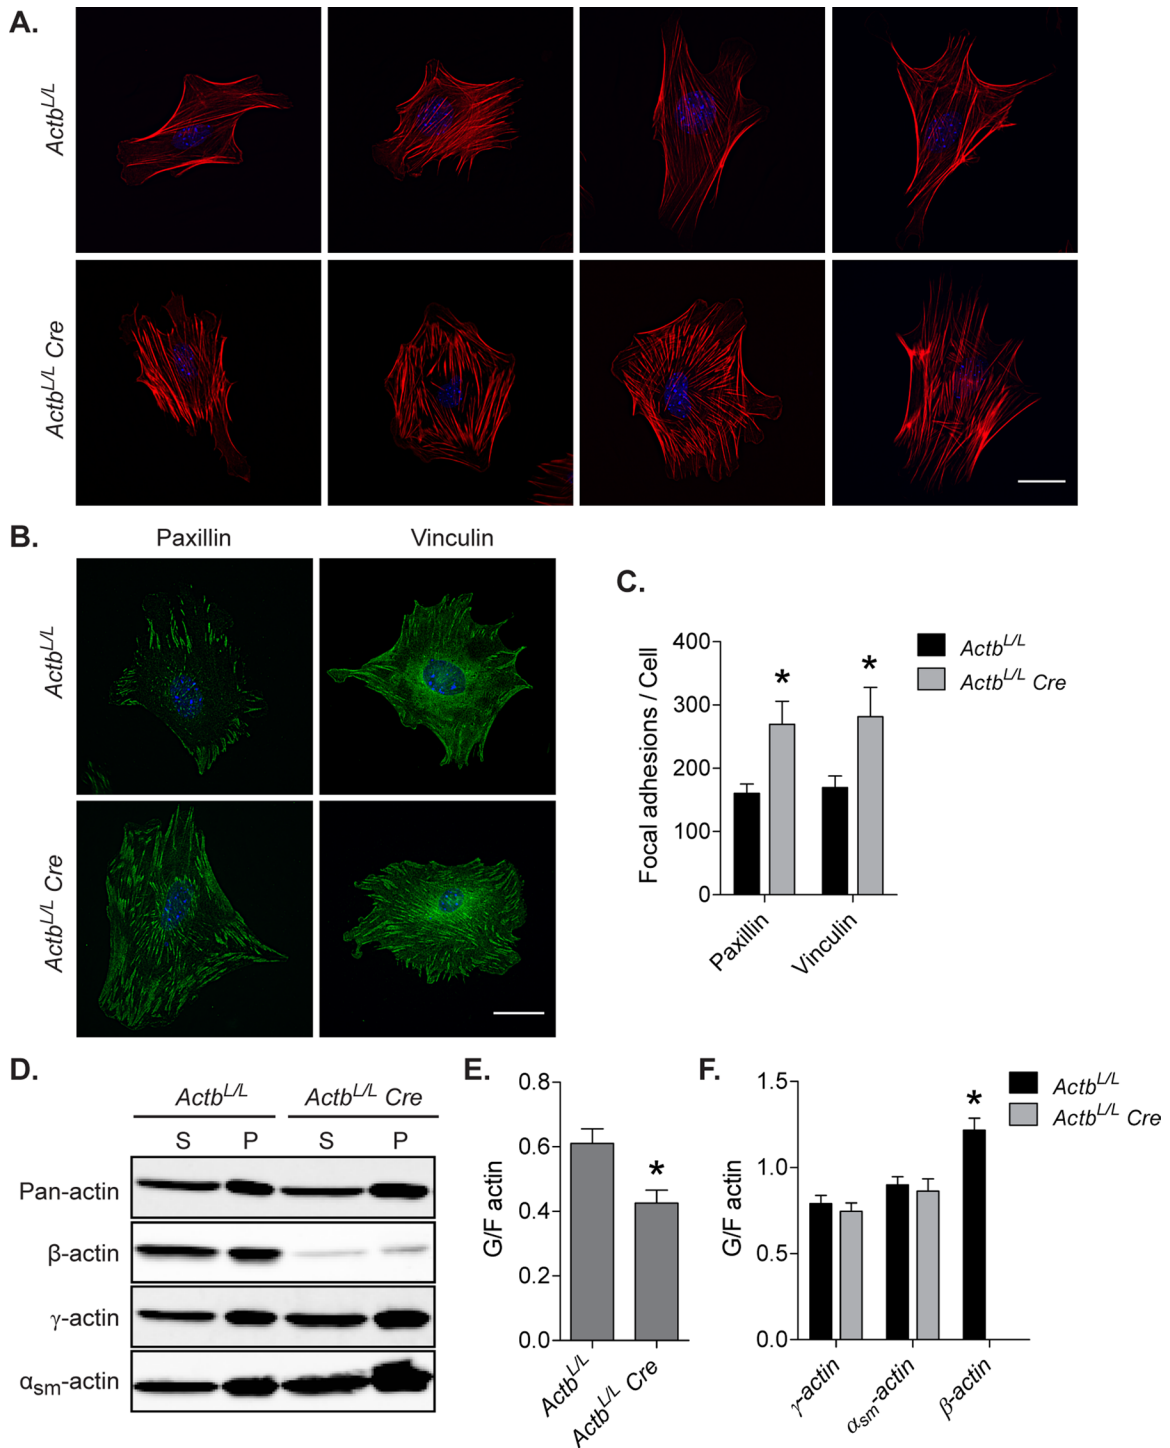 A.
Actb^L/L
Actb^L/L Cre
B.
Paxillin Vinculin
Actb^L/L
Actb^L/L Cre
C.
Focal adhesions / Cell
400
300
200
100
0
Paxillin
Vinculin
Actb^L/L
Actb^L/L Cre
* *
D.
Actb^L/L Actb^L/L Cre
S P S P
Pan-actin
β-actin
γ-actin
α_sm-actin
E.
G/F actin
0.8
0.6
0.4
0.2
0.0
*
Actb^L/L
Actb^L/L Cre
F.
G/F actin
1.5
1.0
0.5
0.0
*
γ-actin
α_sm-actin
β-actin
Actb^L/L
Actb^L/L Cre